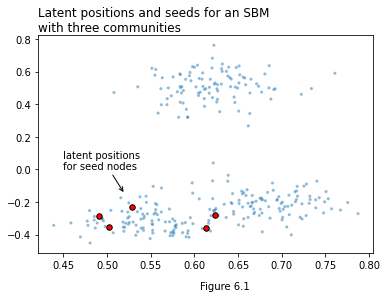 Latent positions and seeds for an SBM
with three communities
0.8
0.6
0.4
0.2
0.0
−0.2
−0.4
latent positions
for seed nodes
0.45 0.50 0.55 0.60 0.65 0.70 0.75 0.80
Figure 6.1